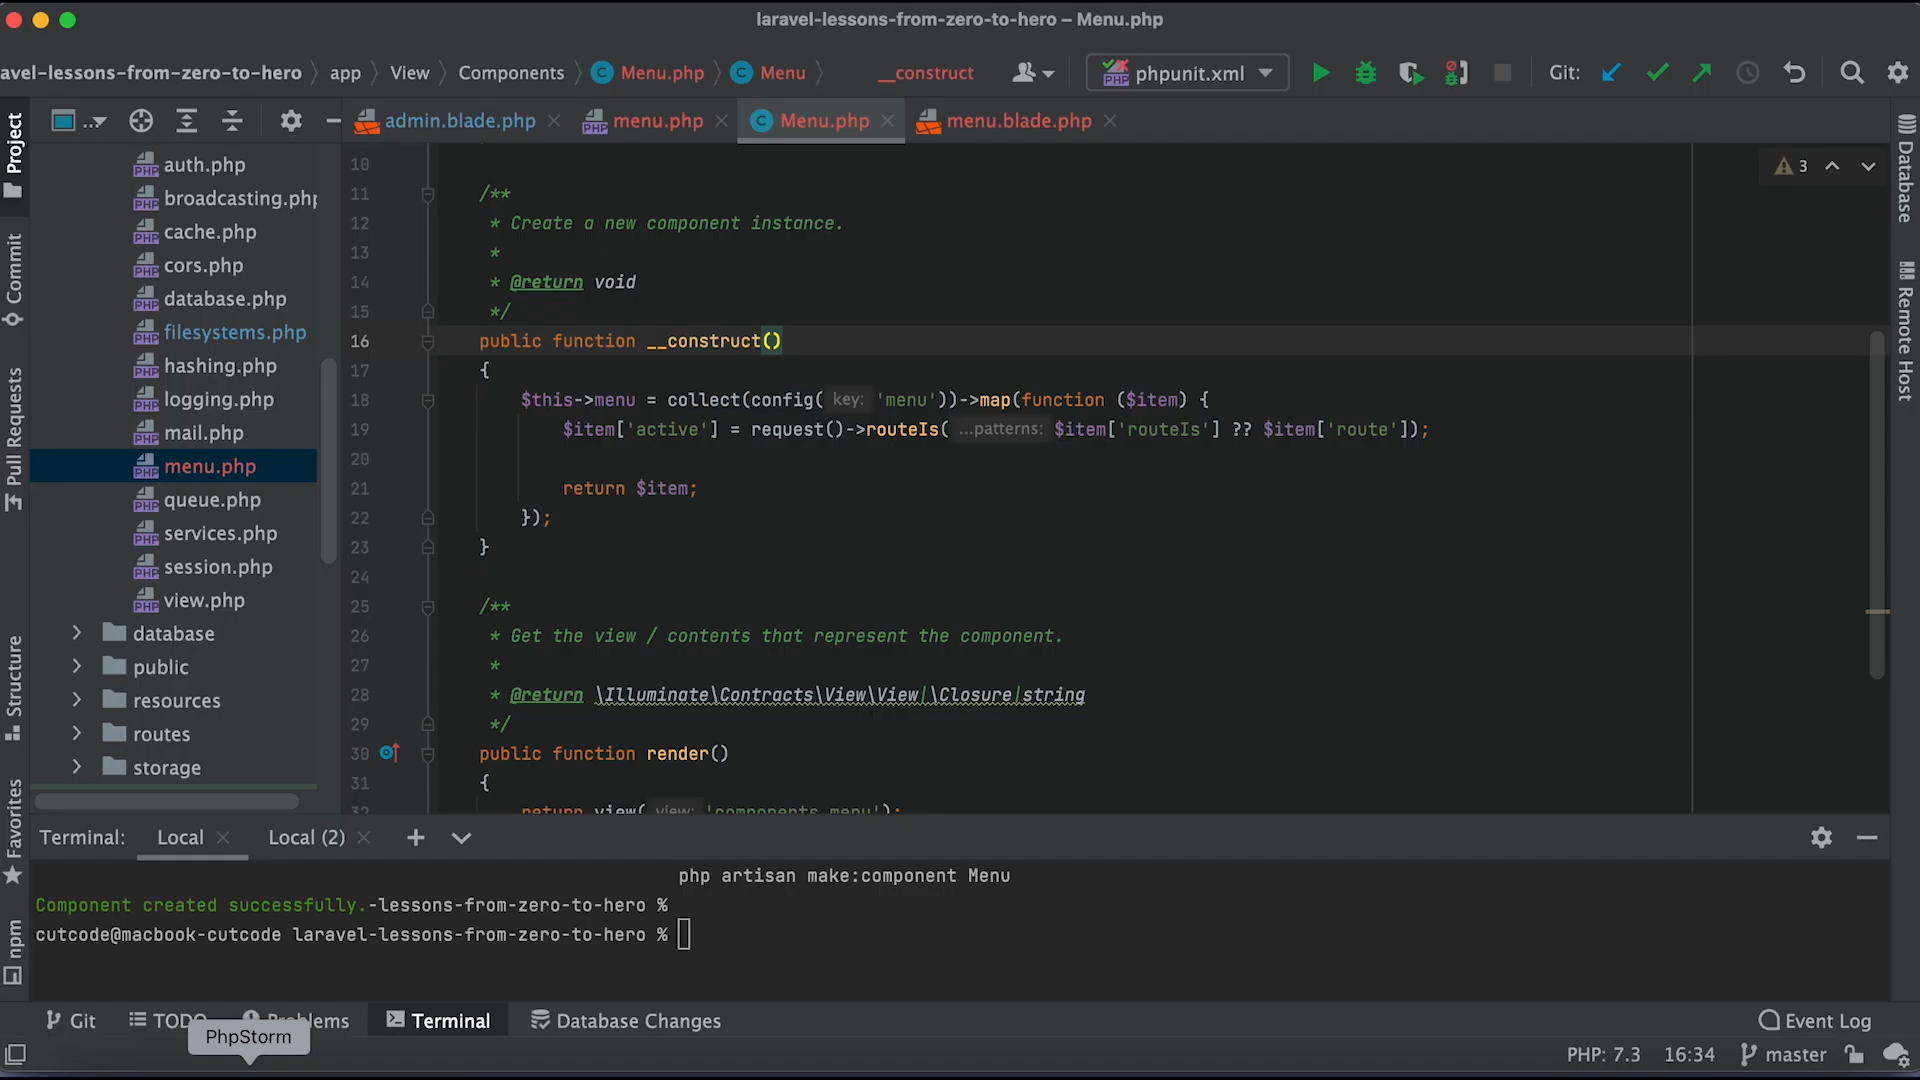 laravel-lessons-from-zero-to-hero – Menu.php
avel-lessons-from-zero-to-hero app View Components Menu.php Menu __construct phpunit.xml Git:
admin.blade.php menu.php Menu.php menu.blade.php
Project
Commit
Pull Requests
Structure
Favorites
npm
auth.php
broadcasting.php
cache.php
cors.php
database.php
filesystems.php
hashing.php
logging.php
mail.php
menu.php
queue.php
services.php
session.php
view.php
database
public
resources
routes
storage
3
10
11 /**
12 * Create a new component instance.
13 *
14 * @return void
15 */
16 public function __construct()
17 {
18 $this->menu = collect(config( key: 'menu'))->map(function ($item) {
19 $item['active'] = request()->routeIs( ...patterns: $item['routeIs'] ?? $item['route']);
20
21 return $item;
22 });
23 }
24
25 /**
26 * Get the view / contents that represent the component.
27 *
28 * @return \Illuminate\Contracts\View\View|\Closure|string
29 */
30 public function render()
31 {
32 return view( view: 'components.menu');
Database
Remote Host
Terminal: Local Local (2)
php artisan make:component Menu
Component created successfully.-lessons-from-zero-to-hero %
cutcode@macbook-cutcode laravel-lessons-from-zero-to-hero %
Git TODO Problems Terminal Database Changes Event Log
PhpStorm
PHP: 7.3 16:34 master